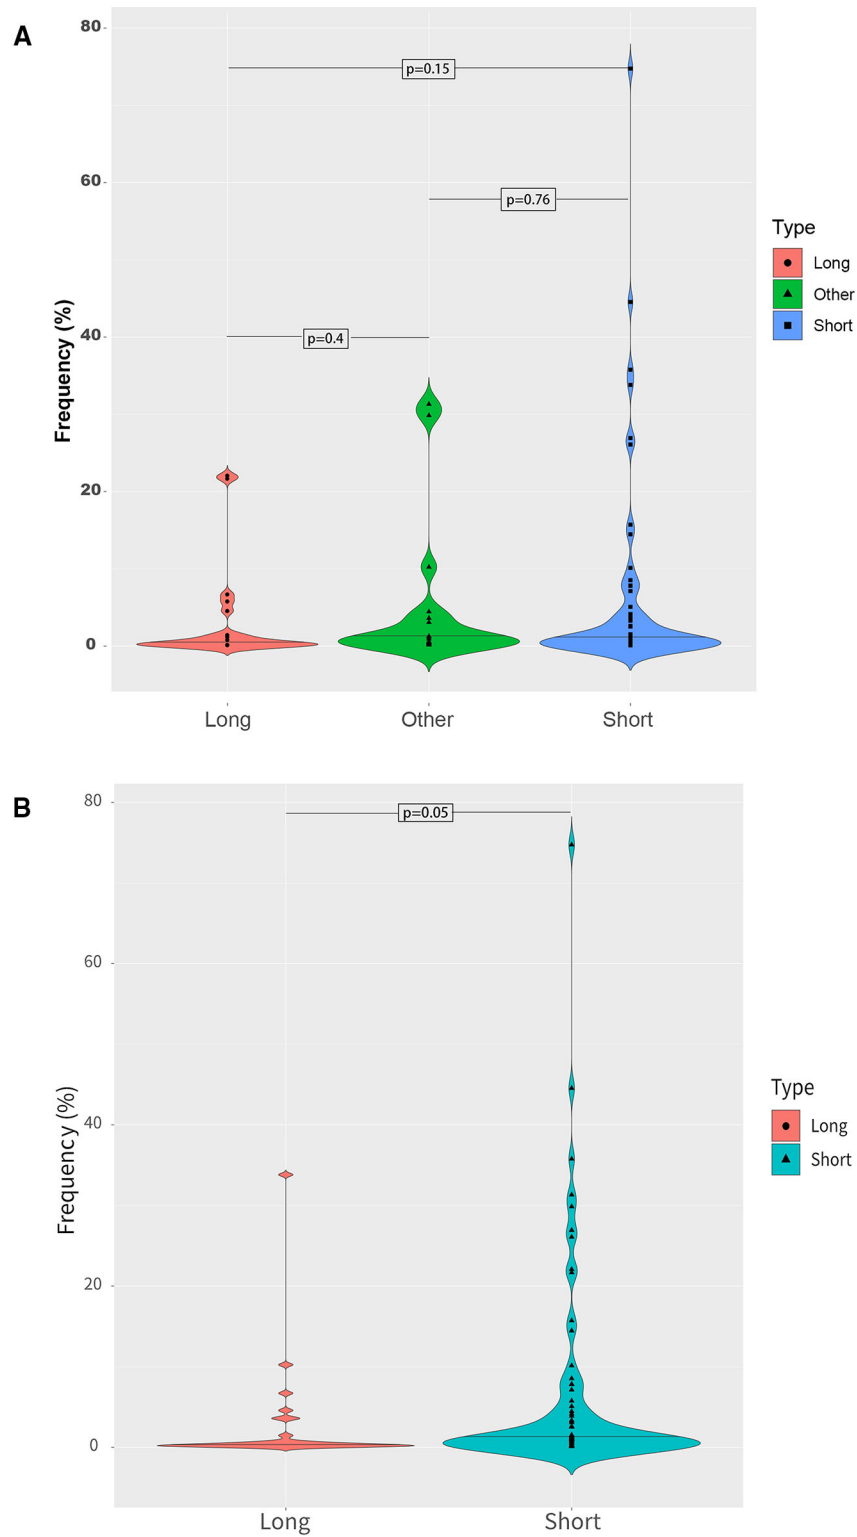 A
80
p=0.15
60
p=0.76
Type
Long
Other
Short
40
p=0.4
Frequency (%)
20
0
Long Other Short
B
80
p=0.05
60
Type
Long
Short
40
Frequency (%)
20
0
Long Short